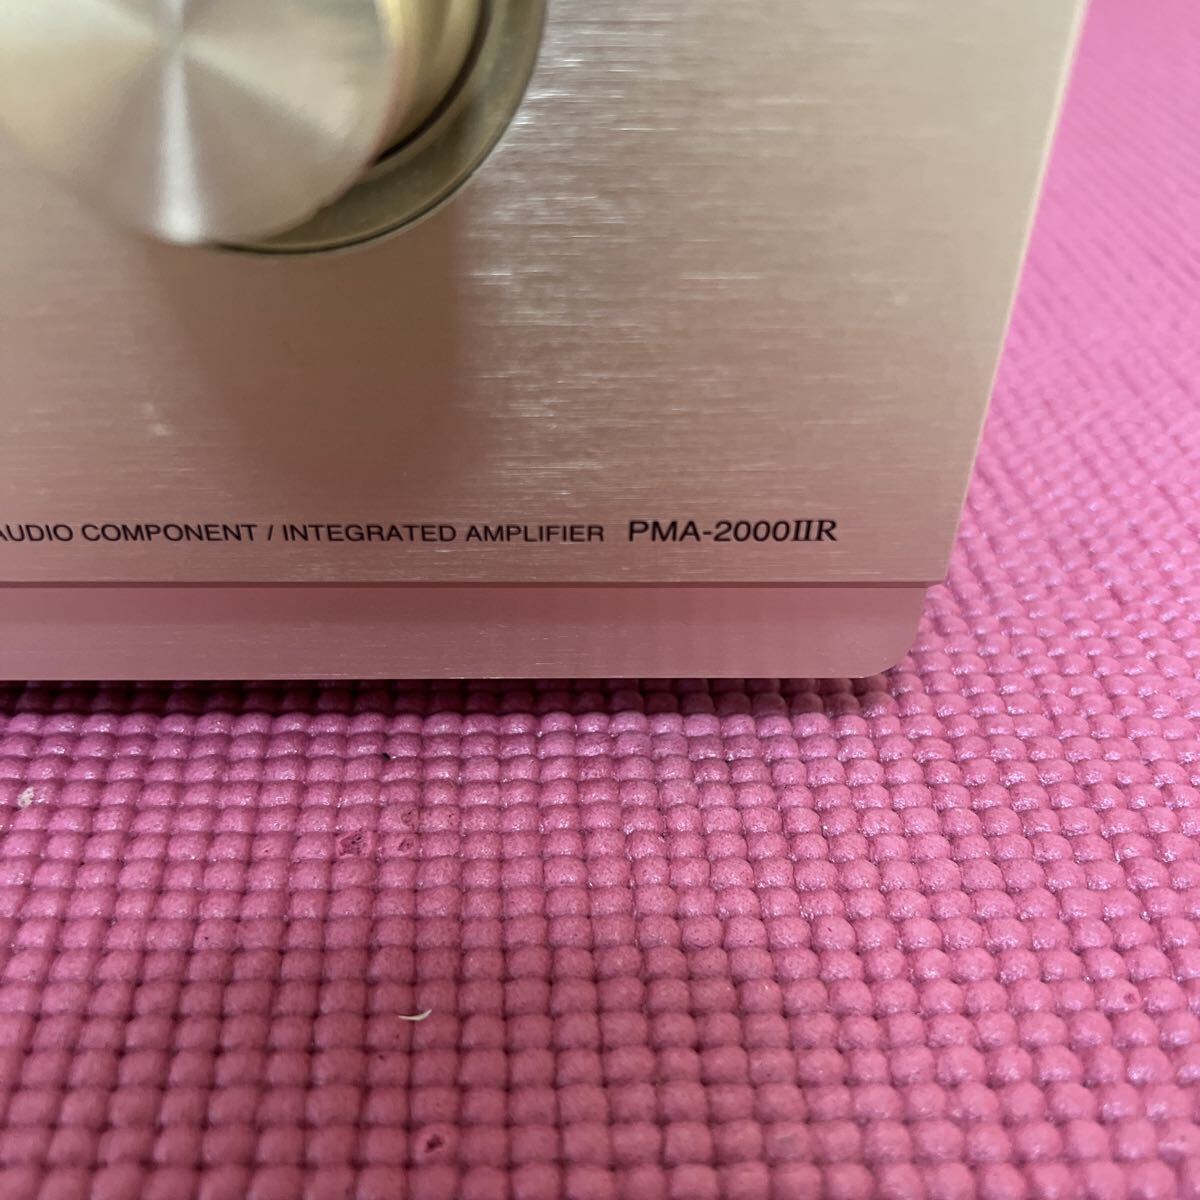 AUDIO COMPONENT / INTEGRATED AMPLIFIER PMA-2000IIR